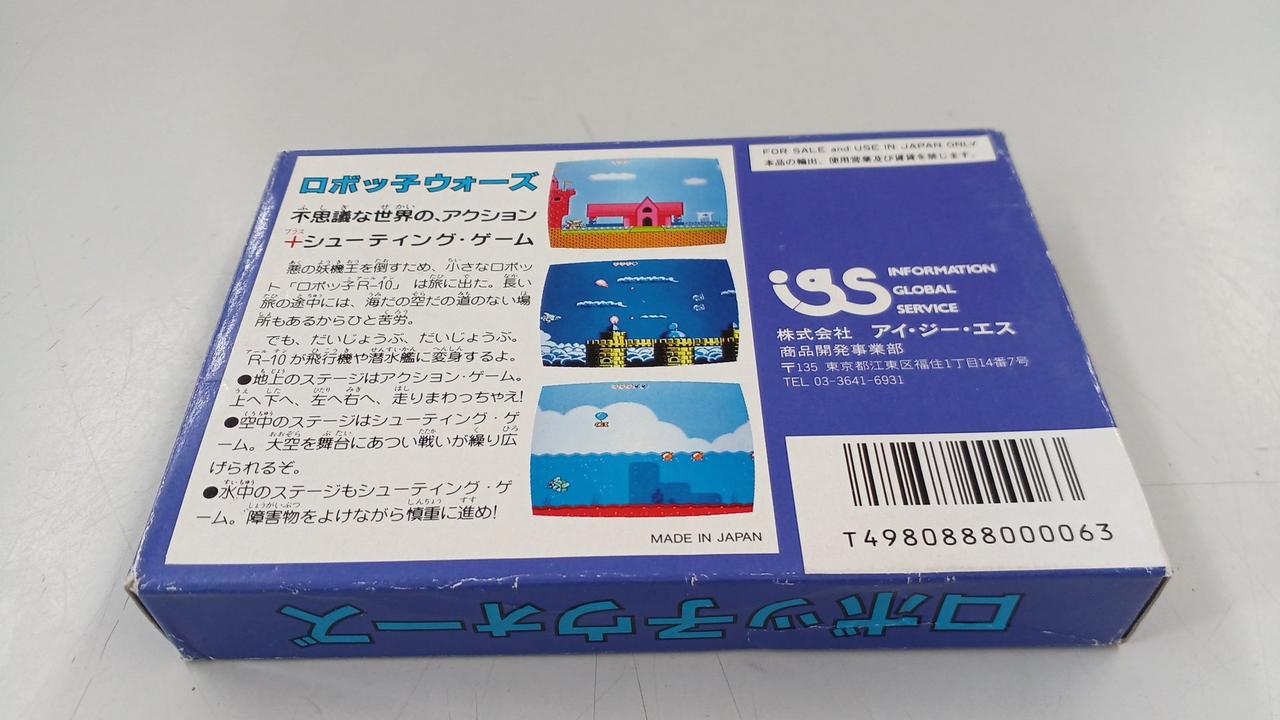 ロボッ子ウォーズ
不思議な世界の、アクション
+シューティング・ゲーム
悪の妖機王を倒すため、小さなロボッ
ト「ロボッ子R-10」は旅に出た。長い
旅の途中には、海だの空だの道のない場
所もあるからひと苦労。
でも、だいじょうぶ、だいじょうぶ。
R-10が飛行機や潜水艦に変身するよ。
●地上のステージはアクション・ゲーム。
上へ下へ、左へ右へ、走りまわっちゃえ!
●空中のステージはシューティング・ゲ
ーム。大空を舞台にあつい戦いが繰り広
げられるぞ。
●水中のステージもシューティング・ゲ
ーム。障害物をよけながら慎重に進め!
MADE IN JAPAN
FOR SALE and USE IN JAPAN ONLY
本品の輸出、使用営業及び賃貸を禁じます。
igs INFORMATION
GLOBAL
SERVICE
株式会社 アイ・ジー・エス
商品開発事業部
〒135 東京都江東区福住1丁目14番7号
TEL 03-3641-6931
T4980888000063
ロボッ子ウォーズ